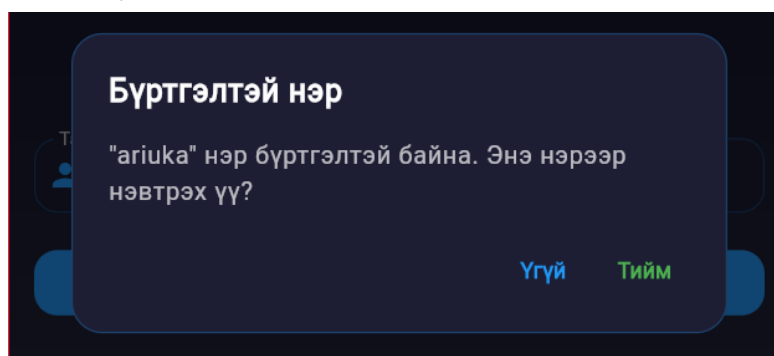 Бүртгэлтэй нэр
"ariuka" нэр бүртгэлтэй байна. Энэ нэрээр
нэвтрэх үү?
Үгүй Тийм